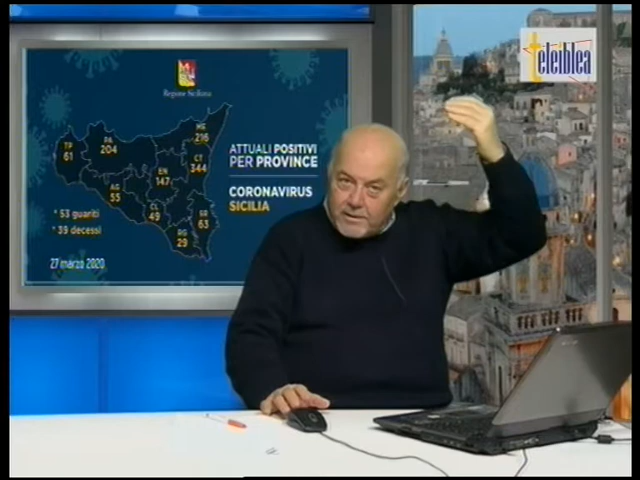 teleiblea
Regione Siciliana
ATTUALI POSITIVI
PER PROVINCE
CORONAVIRUS
SICILIA
ME
216
PA
204
TP
61
CT
344
EN
147
AG
55
CL
49
SR
63
RG
29
* 53 guariti
* 39 decessi
27 marzo 2020